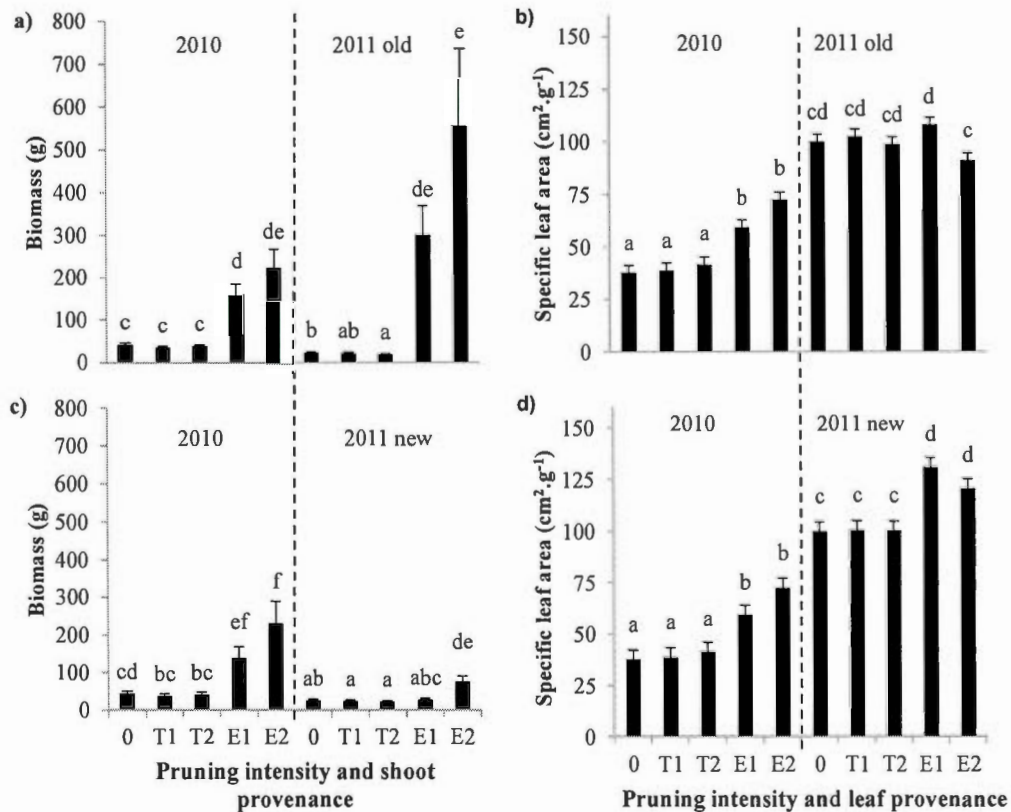 a)
2010
2011 old
Biomass (g)
800
700
600
500
400
300
200
100
0
c
c
c
d
de
b
ab
a
de
e
b)
2010
2011 old
Specific leaf area (cm².g⁻¹)
150
125
100
75
50
25
0
a
a
a
b
b
cd
cd
cd
d
c
c)
2010
2011 new
Biomass (g)
800
700
600
500
400
300
200
100
0
cd
bc
bc
ef
f
ab
a
a
abc
de
0 T1 T2 E1 E2 0 T1 T2 E1 E2
Pruning intensity and shoot
provenance
d)
2010
2011 new
Specific leaf area (cm².g⁻¹)
150
125
100
75
50
25
0
a
a
a
b
b
c
c
c
d
d
0 T1 T2 E1 E2 0 T1 T2 E1 E2
Pruning intensity and leaf provenance